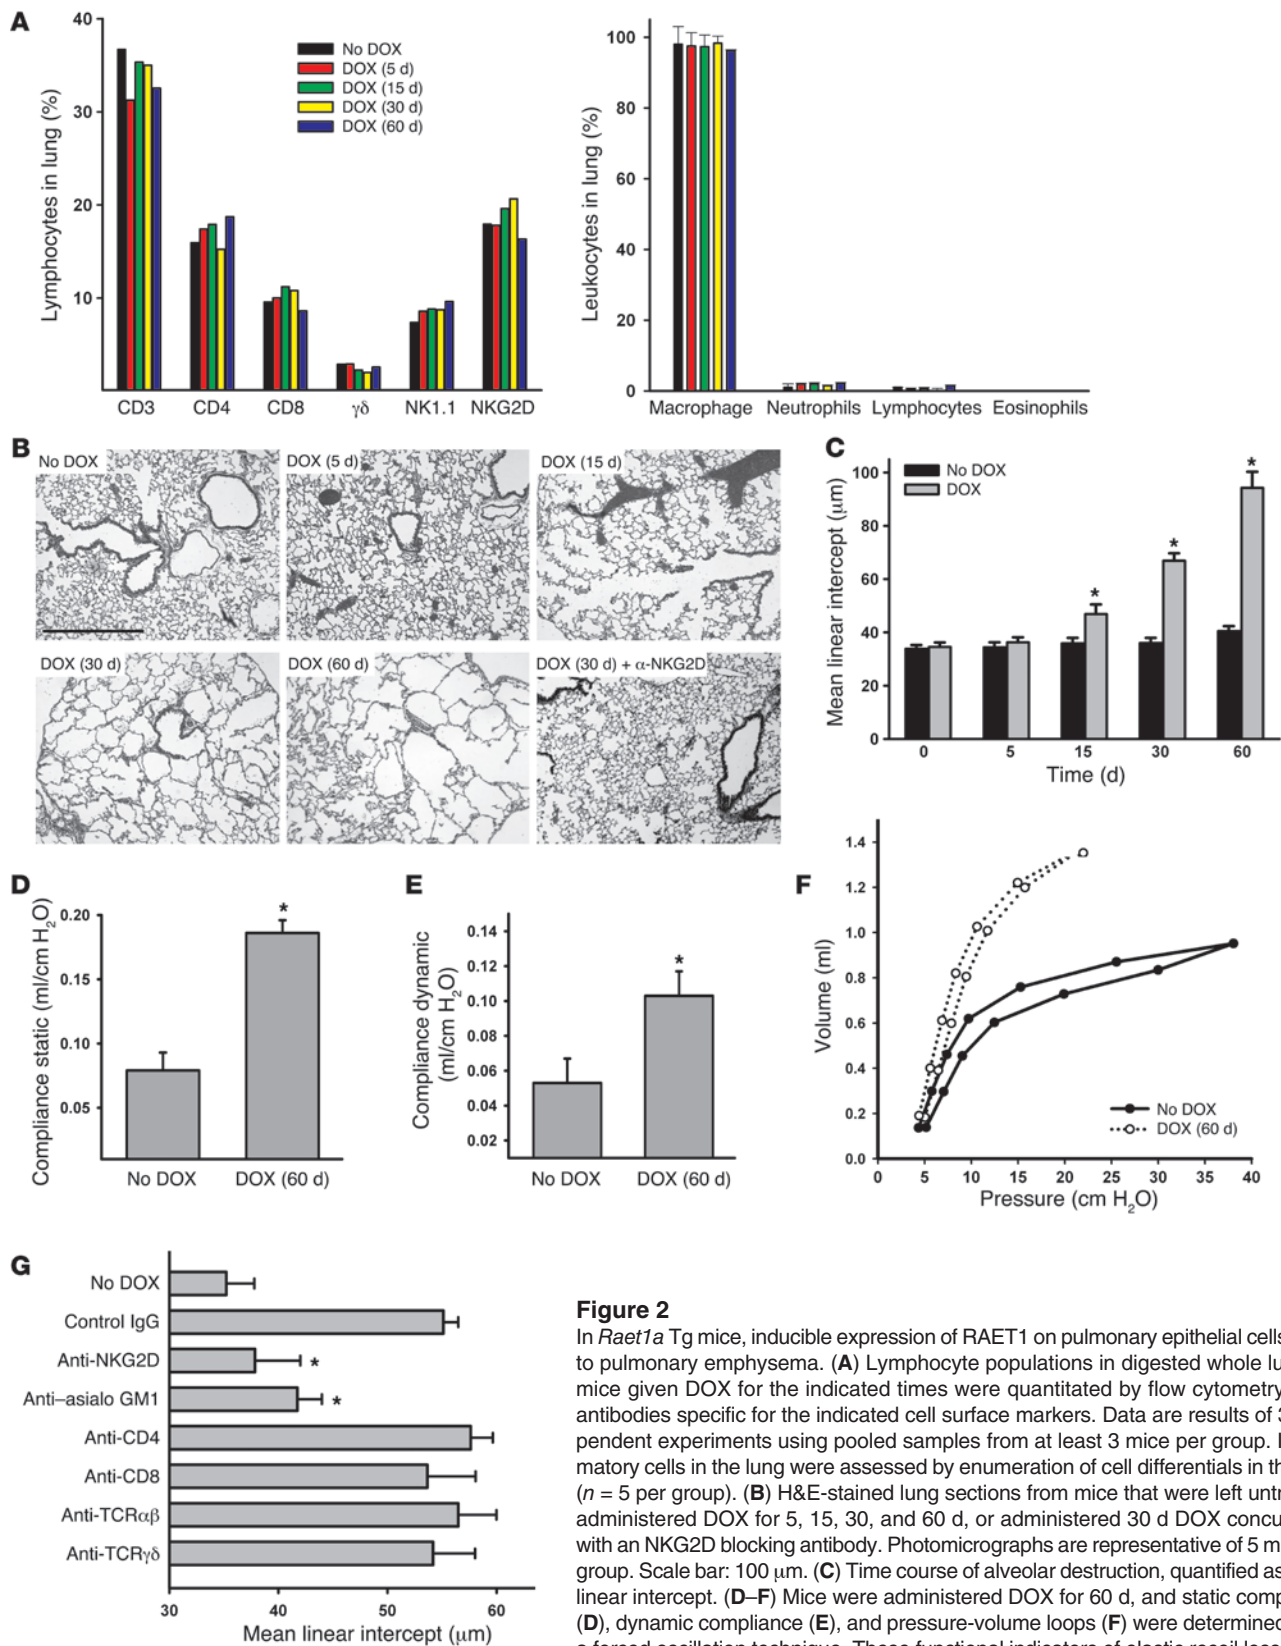 A
Lymphocytes in lung (%)
40
30
20
10
No DOX
DOX (5 d)
DOX (15 d)
DOX (30 d)
DOX (60 d)
CD3 CD4 CD8 γδ NK1.1 NKG2D
Leukocytes in lung (%)
100
80
60
40
20
0
Macrophage Neutrophils Lymphocytes Eosinophils
B
No DOX
DOX (5 d)
DOX (15 d)
DOX (30 d)
DOX (60 d)
DOX (30 d) + α-NKG2D
C
Mean linear intercept (μm)
100
80
60
40
20
0
No DOX
DOX
*
*
*
0 5 15 30 60
Time (d)
D
Compliance static (ml/cm H2O)
0.20
0.15
0.10
0.05
*
No DOX DOX (60 d)
E
Compliance dynamic
(ml/cm H2O)
0.14
0.12
0.10
0.08
0.06
0.04
0.02
*
No DOX DOX (60 d)
F
Volume (ml)
1.4
1.2
1.0
0.8
0.6
0.4
0.2
0.0
No DOX
DOX (60 d)
0 5 10 15 20 25 30 35 40
Pressure (cm H2O)
G
No DOX
Control IgG
Anti-NKG2D *
Anti–asialo GM1 *
Anti-CD4
Anti-CD8
Anti-TCRαβ
Anti-TCRγδ
30 40 50 60
Mean linear intercept (μm)
Figure 2
In Raet1a Tg mice, inducible expression of RAET1 on pulmonary epithelial cells
to pulmonary emphysema. (A) Lymphocyte populations in digested whole lu
mice given DOX for the indicated times were quantitated by flow cytometry
antibodies specific for the indicated cell surface markers. Data are results of 3
pendent experiments using pooled samples from at least 3 mice per group. I
matory cells in the lung were assessed by enumeration of cell differentials in th
(n = 5 per group). (B) H&E-stained lung sections from mice that were left untr
administered DOX for 5, 15, 30, and 60 d, or administered 30 d DOX concu
with an NKG2D blocking antibody. Photomicrographs are representative of 5 m
group. Scale bar: 100 μm. (C) Time course of alveolar destruction, quantified as
linear intercept. (D–F) Mice were administered DOX for 60 d, and static comp
(D), dynamic compliance (E), and pressure-volume loops (F) were determined
a forced oscillation technique. These functional indicators of elastic recoil